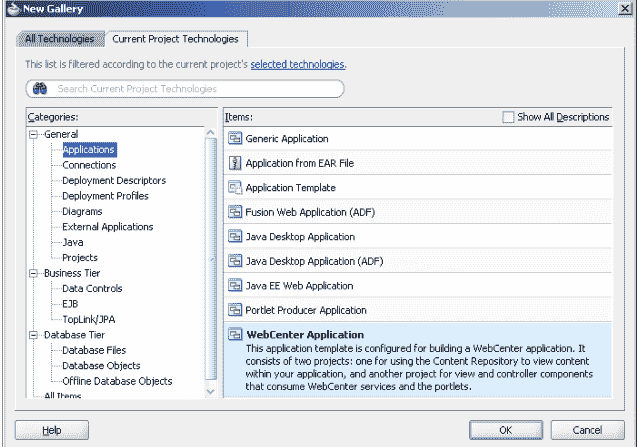 New Gallery
All Technologies
Current Project Technologies
This list is filtered according to the current project's selected technologies.
Search Current Project Technologies
Categories:
General
Applications
Connections
Deployment Descriptors
Deployment Profiles
Diagrams
External Applications
Java
Projects
Business Tier
Data Controls
EJB
TopLink/JPA
Database Tier
Database Files
Database Objects
Offline Database Objects
All Items
Items:
Show All Descriptions
Generic Application
Application from EAR File
Application Template
Fusion Web Application (ADF)
Java Desktop Application
Java Desktop Application (ADF)
Java EE Web Application
Portlet Producer Application
WebCenter Application
This application template is configured for building a WebCenter application. It
consists of two projects: one for using the Content Repository to view content
within your application, and another project for view and controller components
that consume WebCenter services and the portlets.
Help
OK
Cancel